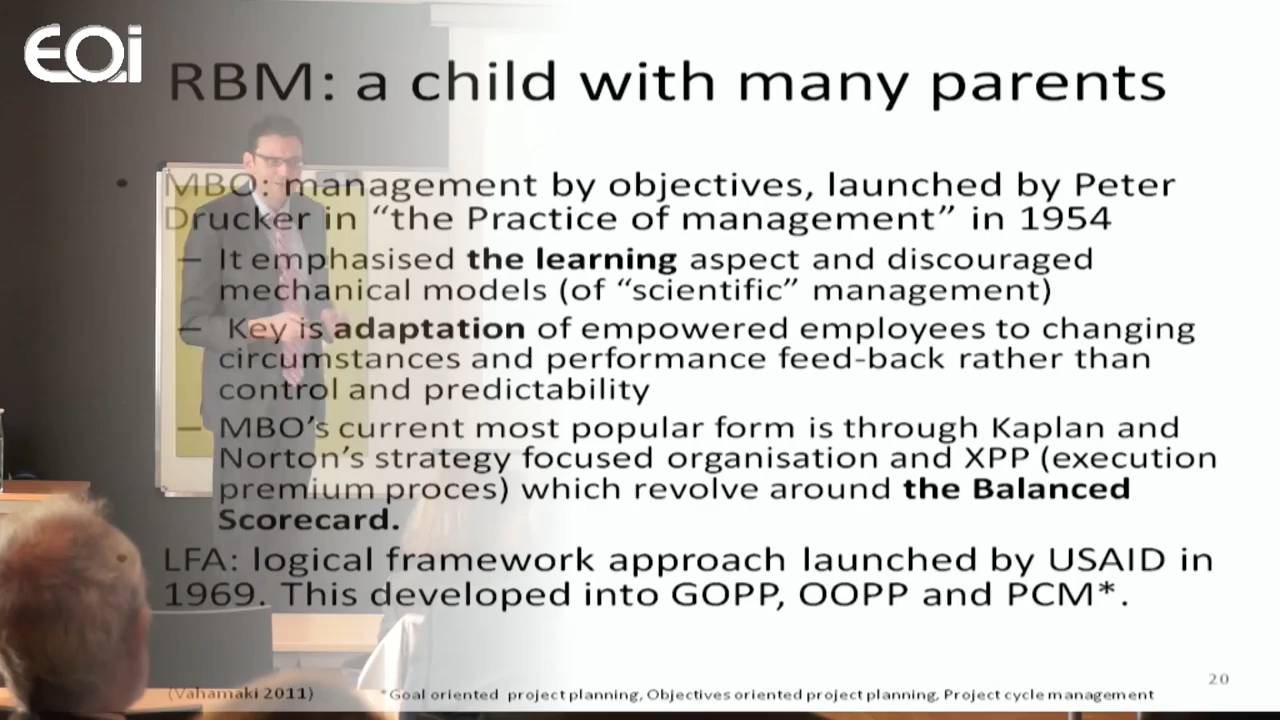 EOi
RBM: a child with many parents
• MBO: management by objectives, launched by Peter
Drucker in “the Practice of management” in 1954
– It emphasised the learning aspect and discouraged
mechanical models (of “scientific” management)
– Key is adaptation of empowered employees to changing
circumstances and performance feed-back rather than
control and predictability
– MBO’s current most popular form is through Kaplan and
Norton’s strategy focused organisation and XPP (execution
premium proces) which revolve around the Balanced
Scorecard.
• LFA: logical framework approach launched by USAID in
1969. This developed into GOPP, OOPP and PCM*.
20
(Vahamaki 2011) *Goal oriented project planning, Objectives oriented project planning, Project cycle management